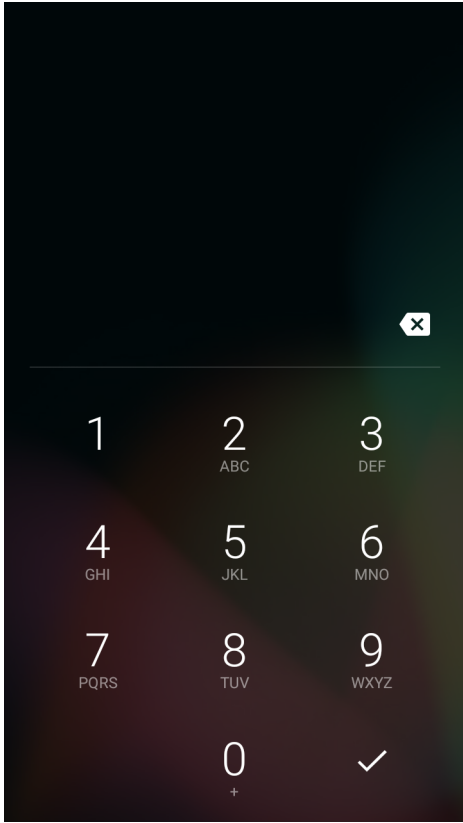 1 2 3
ABC DEF
4 5 6
GHI JKL MNO
7 8 9
PQRS TUV WXYZ
0
+